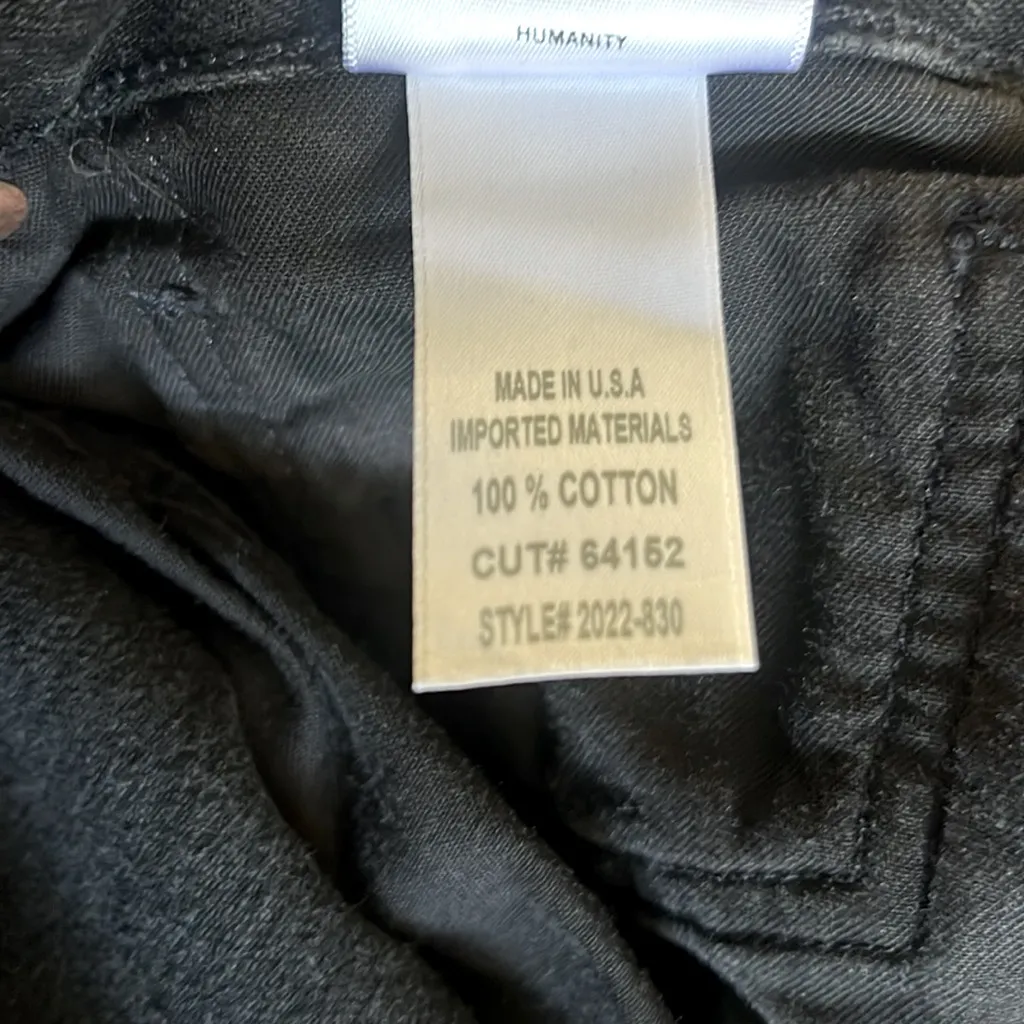 HUMANITY
MADE IN U.S.A
IMPORTED MATERIALS
100 % COTTON
CUT# 64152
STYLE# 2022-830